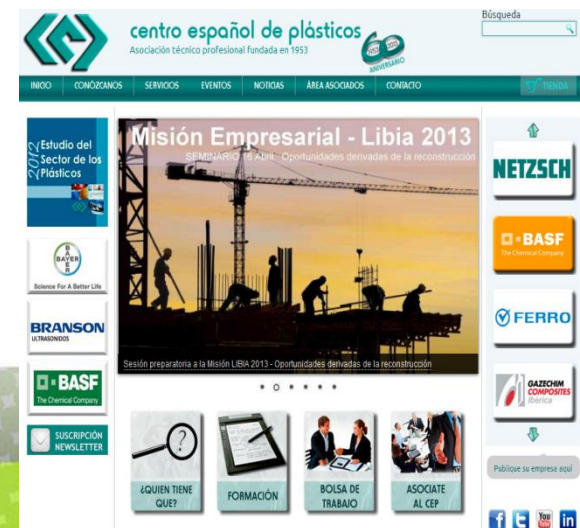 Búsqueda
centro español de plásticos
Asociación técnico profesional fundada en 1953
60
1953 2013
ANIVERSARIO
INICIO CONÓZCANOS SERVICIOS EVENTOS NOTICIAS ÁREA ASOCIADOS CONTACTO TIENDA
2012 Estudio del
Sector de los
Plásticos
BAYER
BAYER
Science For A Better Life
BRANSON
ULTRASONIDOS
BASF
The Chemical Company
SUSCRIPCIÓN
NEWSLETTER
Misión Empresarial - Libia 2013
SEMINARIO 16 Abril: Oportunidades derivadas de la reconstrucción
Sesión preparatoria a la Misión LIBIA 2013 - Oportunidades derivadas de la reconstrucción
¿QUIEN TIENE
QUE?
FORMACIÓN
BOLSA DE
TRABAJO
ASOCIATE
AL CEP
NETZSCH
BASF
The Chemical Company
FERRO
GAZECHIM
COMPOSITES
Ibérica
Publique su empresa aquí
f t You Tube in